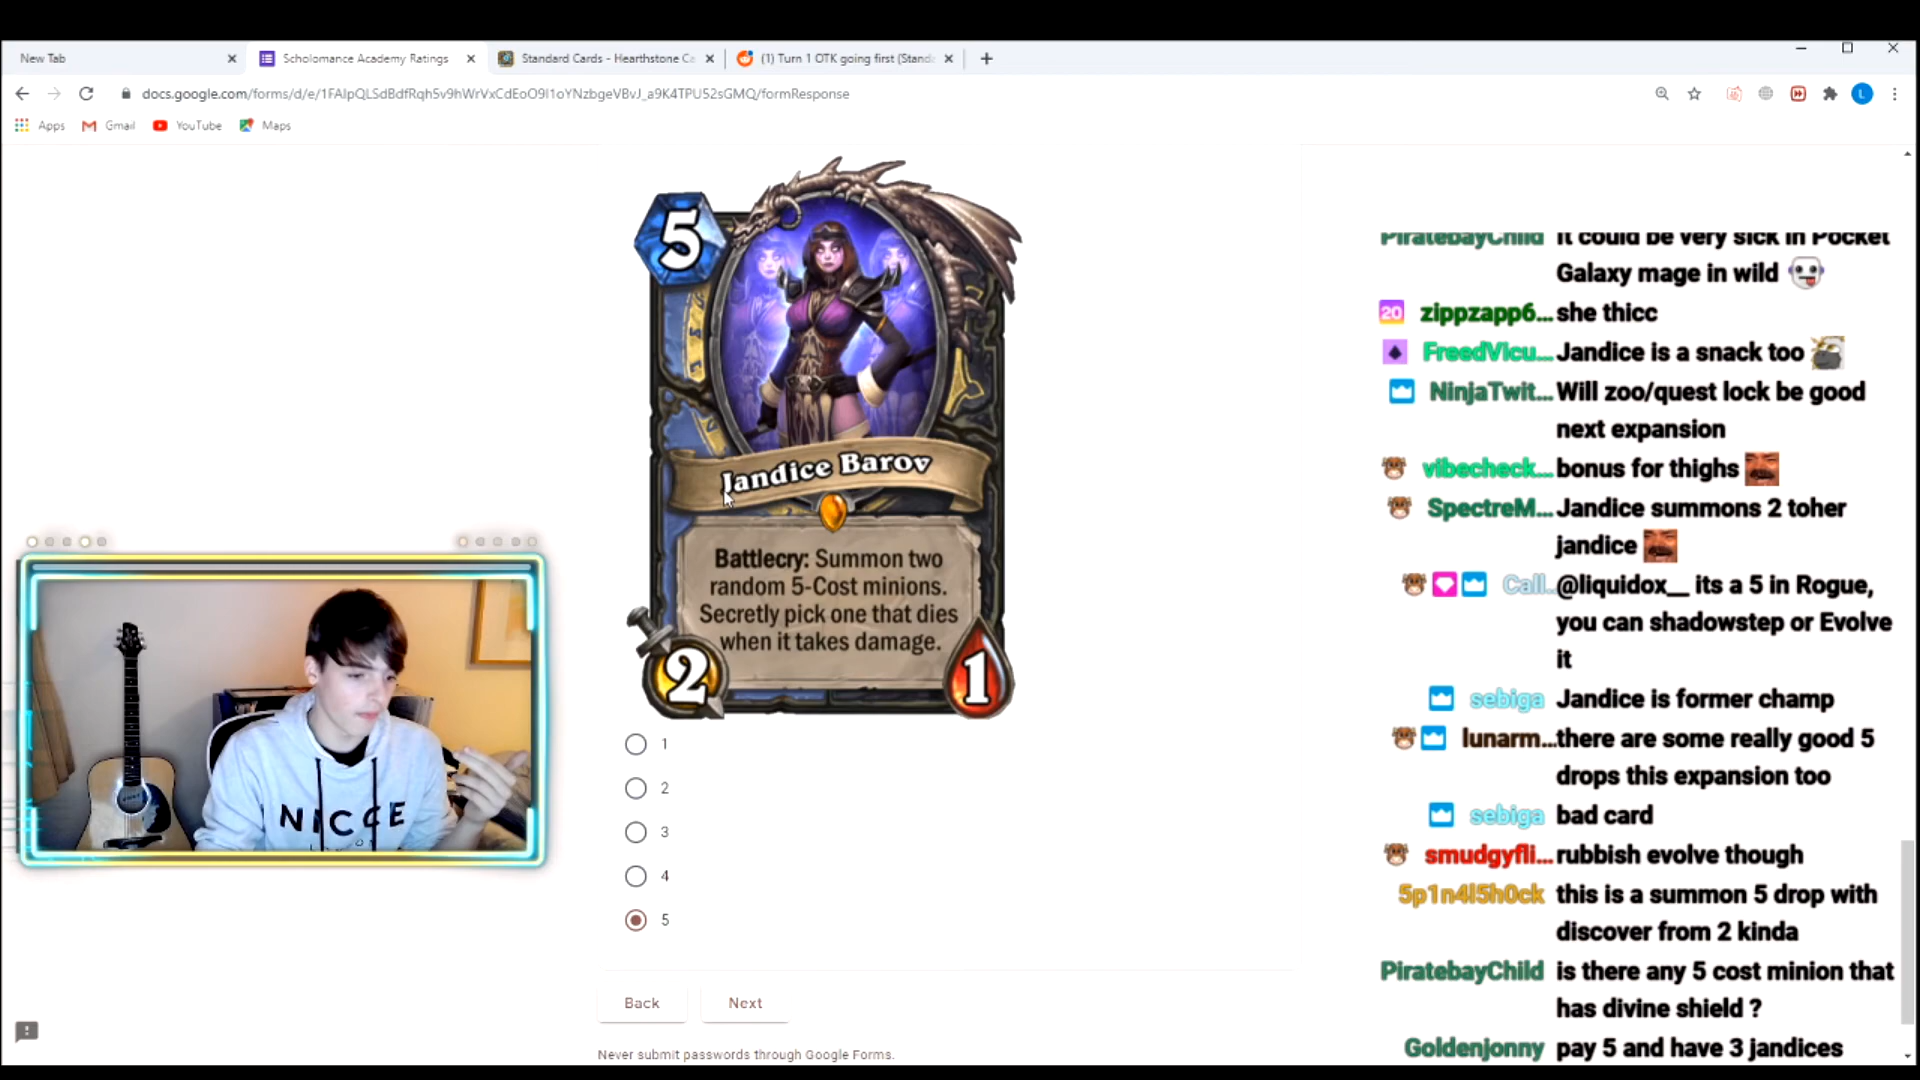 New Tab
Scholomance Academy Ratings
Standard Cards - Hearthstone Ca
(1) Turn 1 OTK going first (Standa
docs.google.com/forms/d/e/1FAIpQLSdBdfRqh5v9hWrVxCdEoO9I1oYNzbgeVBvJ_a9K4TPU52sGMQ/formResponse
L
Apps
Gmail
YouTube
Maps
5
Jandice Barov
Battlecry: Summon two
random 5-Cost minions.
Secretly pick one that dies
when it takes damage.
2
1
1
2
3
4
5
Back
Next
Never submit passwords through Google Forms.
NICCE
PiratebayChild it could be very sick in Pocket
Galaxy mage in wild
20 zippzapp6... she thicc
FreedVicu... Jandice is a snack too
NinjaTwit... Will zoo/quest lock be good
next expansion
vibecheck... bonus for thighs
SpectreM... Jandice summons 2 toher
jandice
Call... @liquidox__ its a 5 in Rogue,
you can shadowstep or Evolve
it
sebiga Jandice is former champ
lunarm... there are some really good 5
drops this expansion too
sebiga bad card
smudgyfli... rubbish evolve though
5p1n4l5h0ck this is a summon 5 drop with
discover from 2 kinda
PiratebayChild is there any 5 cost minion that
has divine shield ?
Goldenjonny pay 5 and have 3 jandices